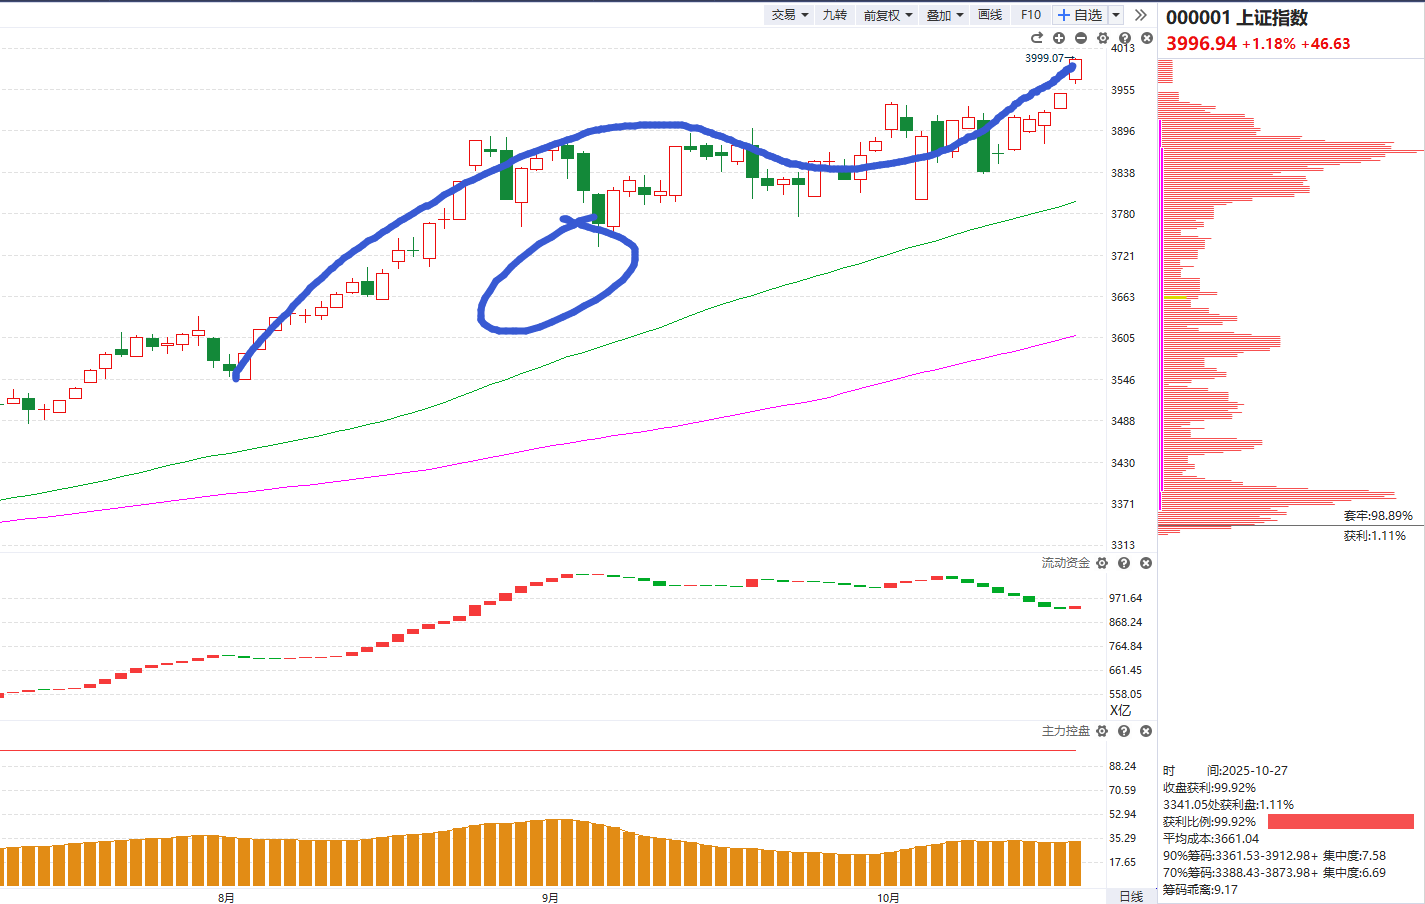 交易 九转 前复权 叠加 画线 F10 自选
000001 上证指数
3996.94 +1.18% +46.63
4013
3999.07
3955
3896
3838
3780
3721
3663
3605
3546
3488
3430
3371
3313
套牢:98.89%
获利:1.11%
流动资金
971.64
868.24
764.84
661.45
558.05
X亿
主力控盘
88.24
70.59
52.94
35.29
17.65
时 间:2025-10-27
收盘获利:99.92%
3341.05处获利盘:1.11%
获利比例:99.92%
平均成本:3661.04
90%筹码:3361.53-3912.98+ 集中度:7.58
70%筹码:3388.43-3873.98+ 集中度:6.69
筹码乖离:9.17
8月 9月 10月 日线